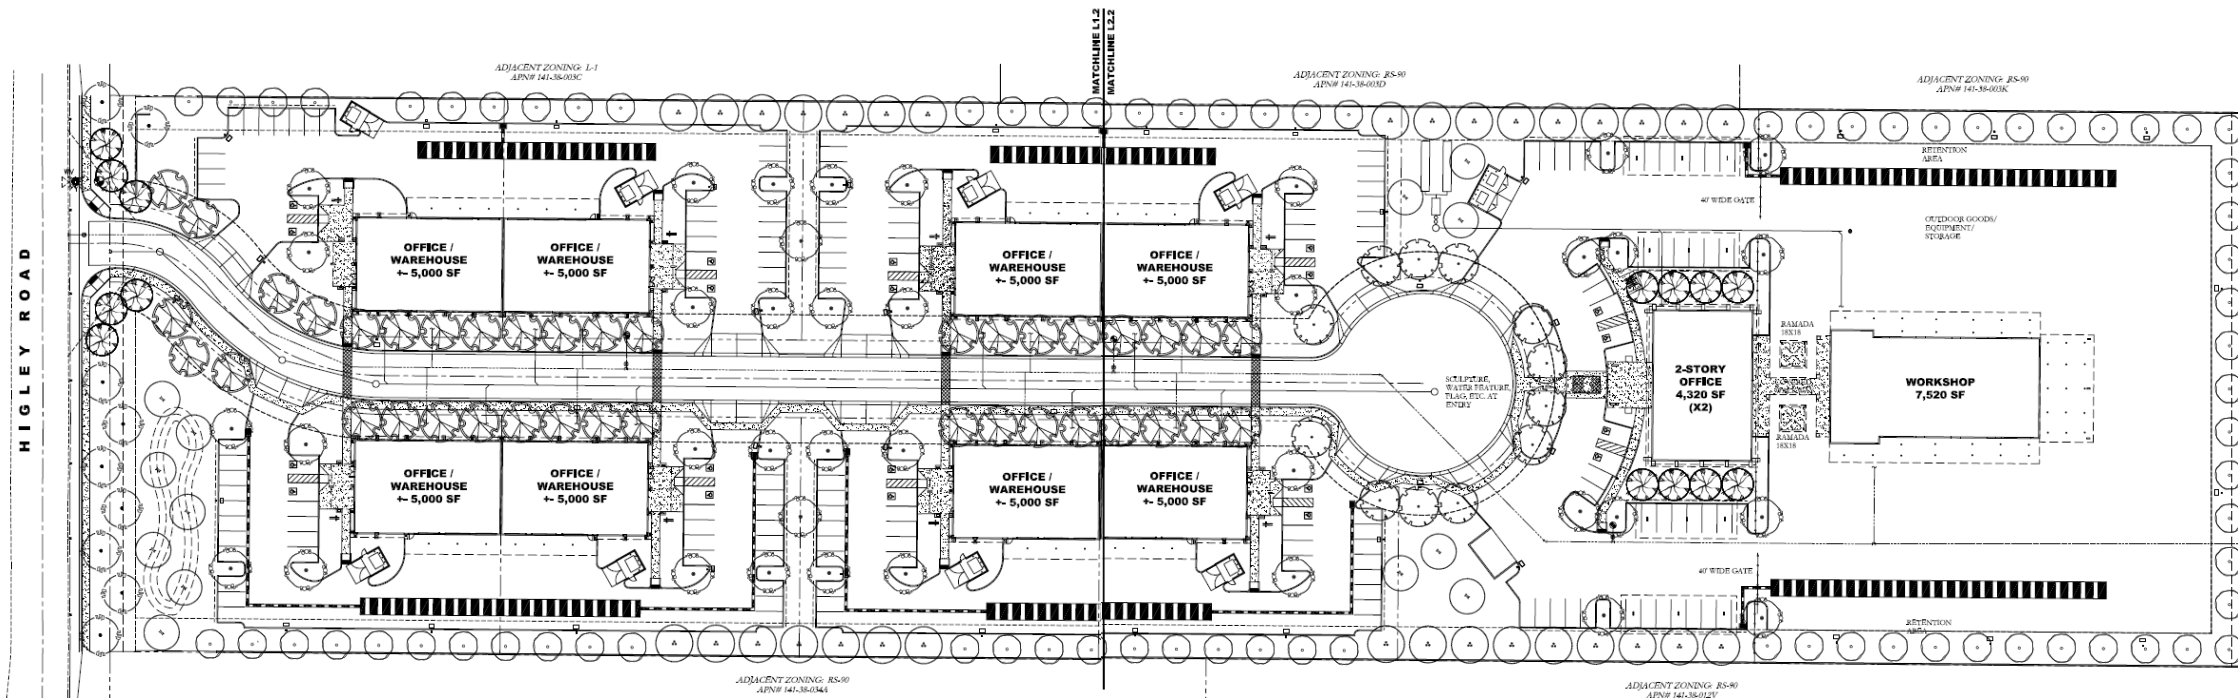 MATCHLINE L1.2
MATCHLINE L2.2
ADJACENT ZONING: L-1
APN# 141-38-003C
ADJACENT ZONING: RS-90
APN# 141-38-003D
ADJACENT ZONING: RS-90
APN# 141-38-003K
HIGLEY ROAD
RETENTION
AREA
40' WIDE GATE
OUTDOOR GOODS/
EQUIPMENT/
STORAGE
OFFICE /
WAREHOUSE
+- 5,000 SF
OFFICE /
WAREHOUSE
+- 5,000 SF
OFFICE /
WAREHOUSE
+- 5,000 SF
OFFICE /
WAREHOUSE
+- 5,000 SF
RAMADA
18X18
SCULPTURE,
WATER FEATURE,
FLAG, ETC. AT
ENTRY
2-STORY
OFFICE
4,320 SF
(X2)
WORKSHOP
7,520 SF
RAMADA
18X18
OFFICE /
WAREHOUSE
+- 5,000 SF
OFFICE /
WAREHOUSE
+- 5,000 SF
OFFICE /
WAREHOUSE
+- 5,000 SF
OFFICE /
WAREHOUSE
+- 5,000 SF
40' WIDE GATE
RETENTION
AREA
ADJACENT ZONING: RS-90
APN# 141-38-034A
ADJACENT ZONING: RS-90
APN# 141-38-012V